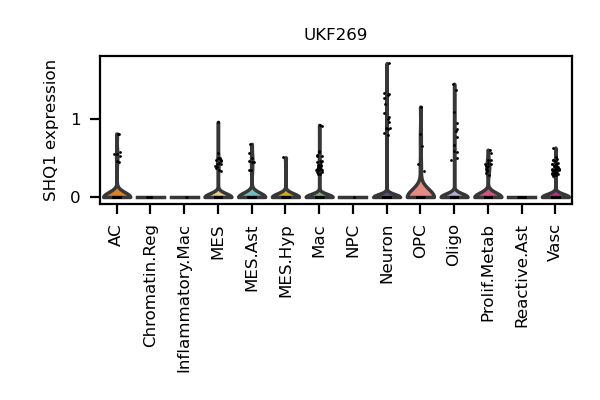 UKF269
SHQ1 expression
1
0
AC
Chromatin.Reg
Inflammatory.Mac
MES
MES.Ast
MES.Hyp
Mac
NPC
Neuron
OPC
Oligo
Prolif.Metab
Reactive.Ast
Vasc